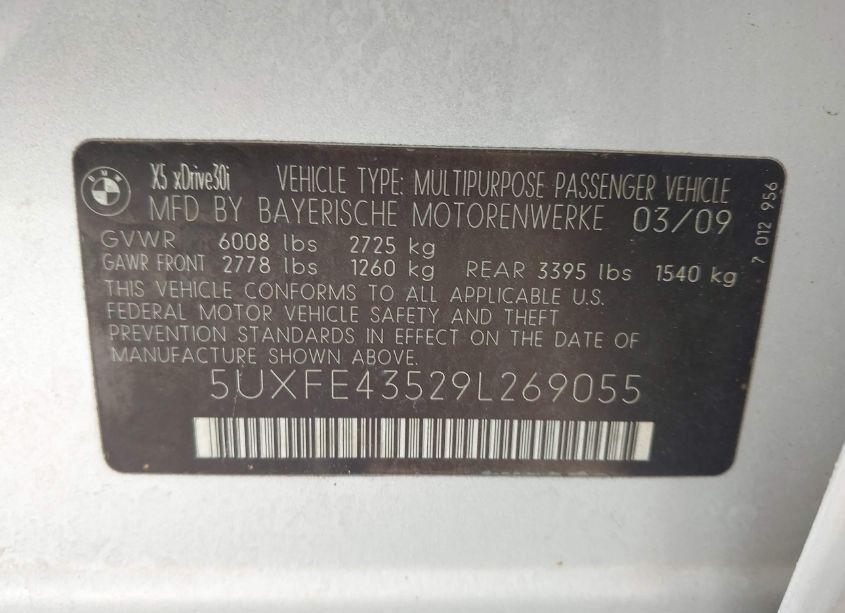 BMW
X5 xDrive30i VEHICLE TYPE: MULTIPURPOSE PASSENGER VEHICLE
MFD BY BAYERISCHE MOTORENWERKE 03/09
GVWR 6008 lbs 2725 kg
GAWR FRONT 2778 lbs 1260 kg REAR 3395 lbs 1540 kg
THIS VEHICLE CONFORMS TO ALL APPLICABLE U.S.
FEDERAL MOTOR VEHICLE SAFETY AND THEFT
PREVENTION STANDARDS IN EFFECT ON THE DATE OF
MANUFACTURE SHOWN ABOVE.
5UXFE43529L269055
7 012 956